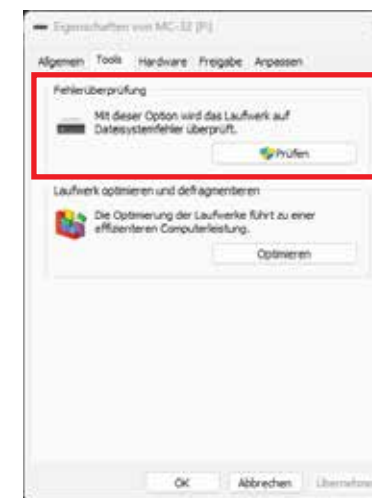 Eigenschaften von MC-32 (P:)
Allgemein Tools Hardware Freigabe Anpassen
Fehlerüberprüfung
Mit dieser Option wird das Laufwerk auf
Dateisystemfehler überprüft.
Prüfen
Laufwerk optimieren und defragmentieren
Die Optimierung der Laufwerke führt zu einer
effizienteren Computerleistung.
Optimieren
OK Abbrechen